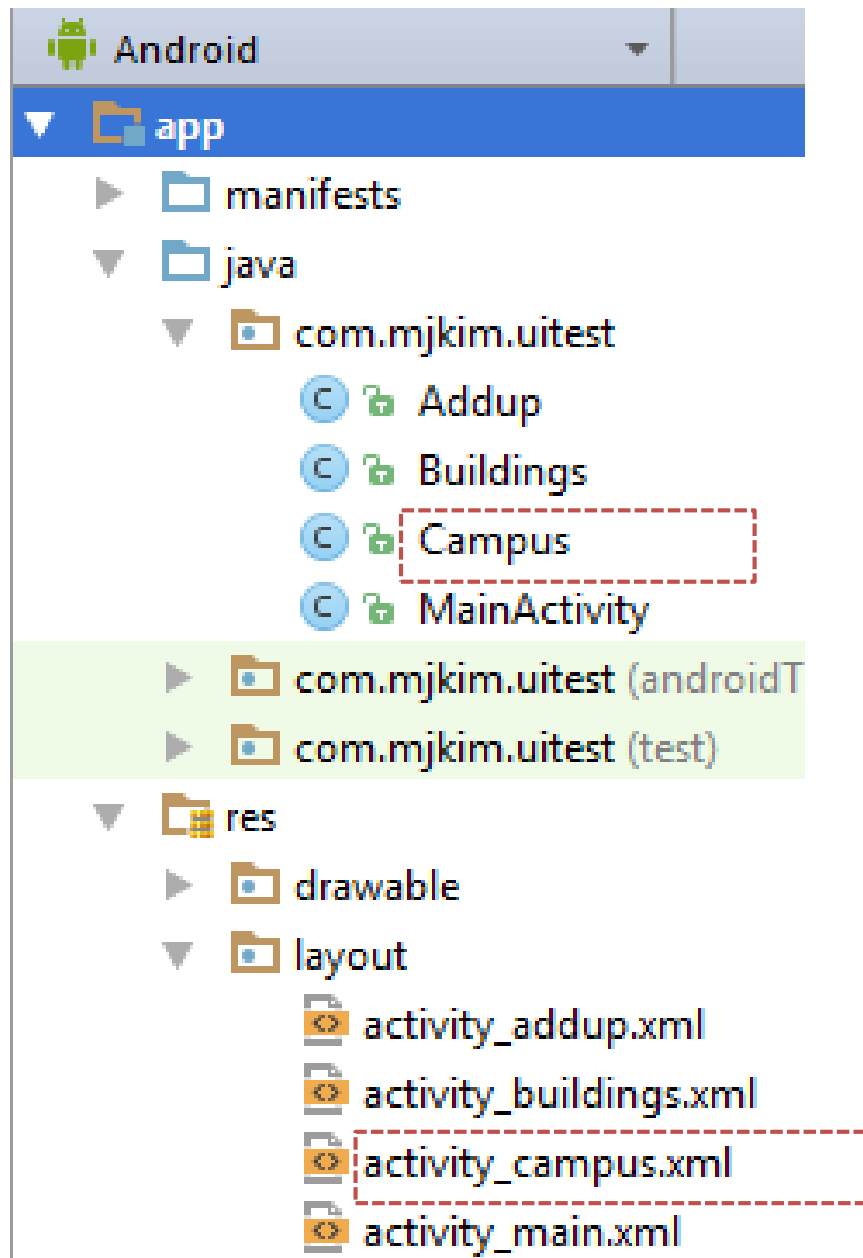 Android
app
manifests
java
com.mjkim.uitest
C Addup
C Buildings
C Campus
C MainActivity
com.mjkim.uitest (androidT
com.mjkim.uitest (test)
res
drawable
layout
activity_addup.xml
activity_buildings.xml
activity_campus.xml
activity_main.xml